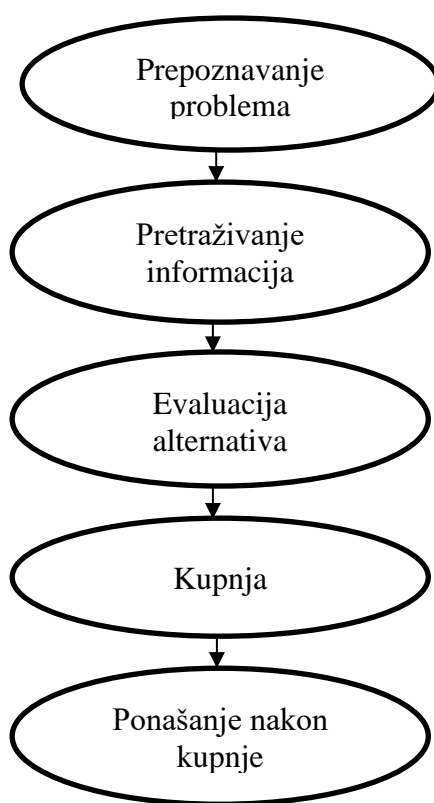 Prepoznavanje
problema
Pretraživanje
informacija
Evaluacija
alternativa
Kupnja
Ponašanje nakon
kupnje